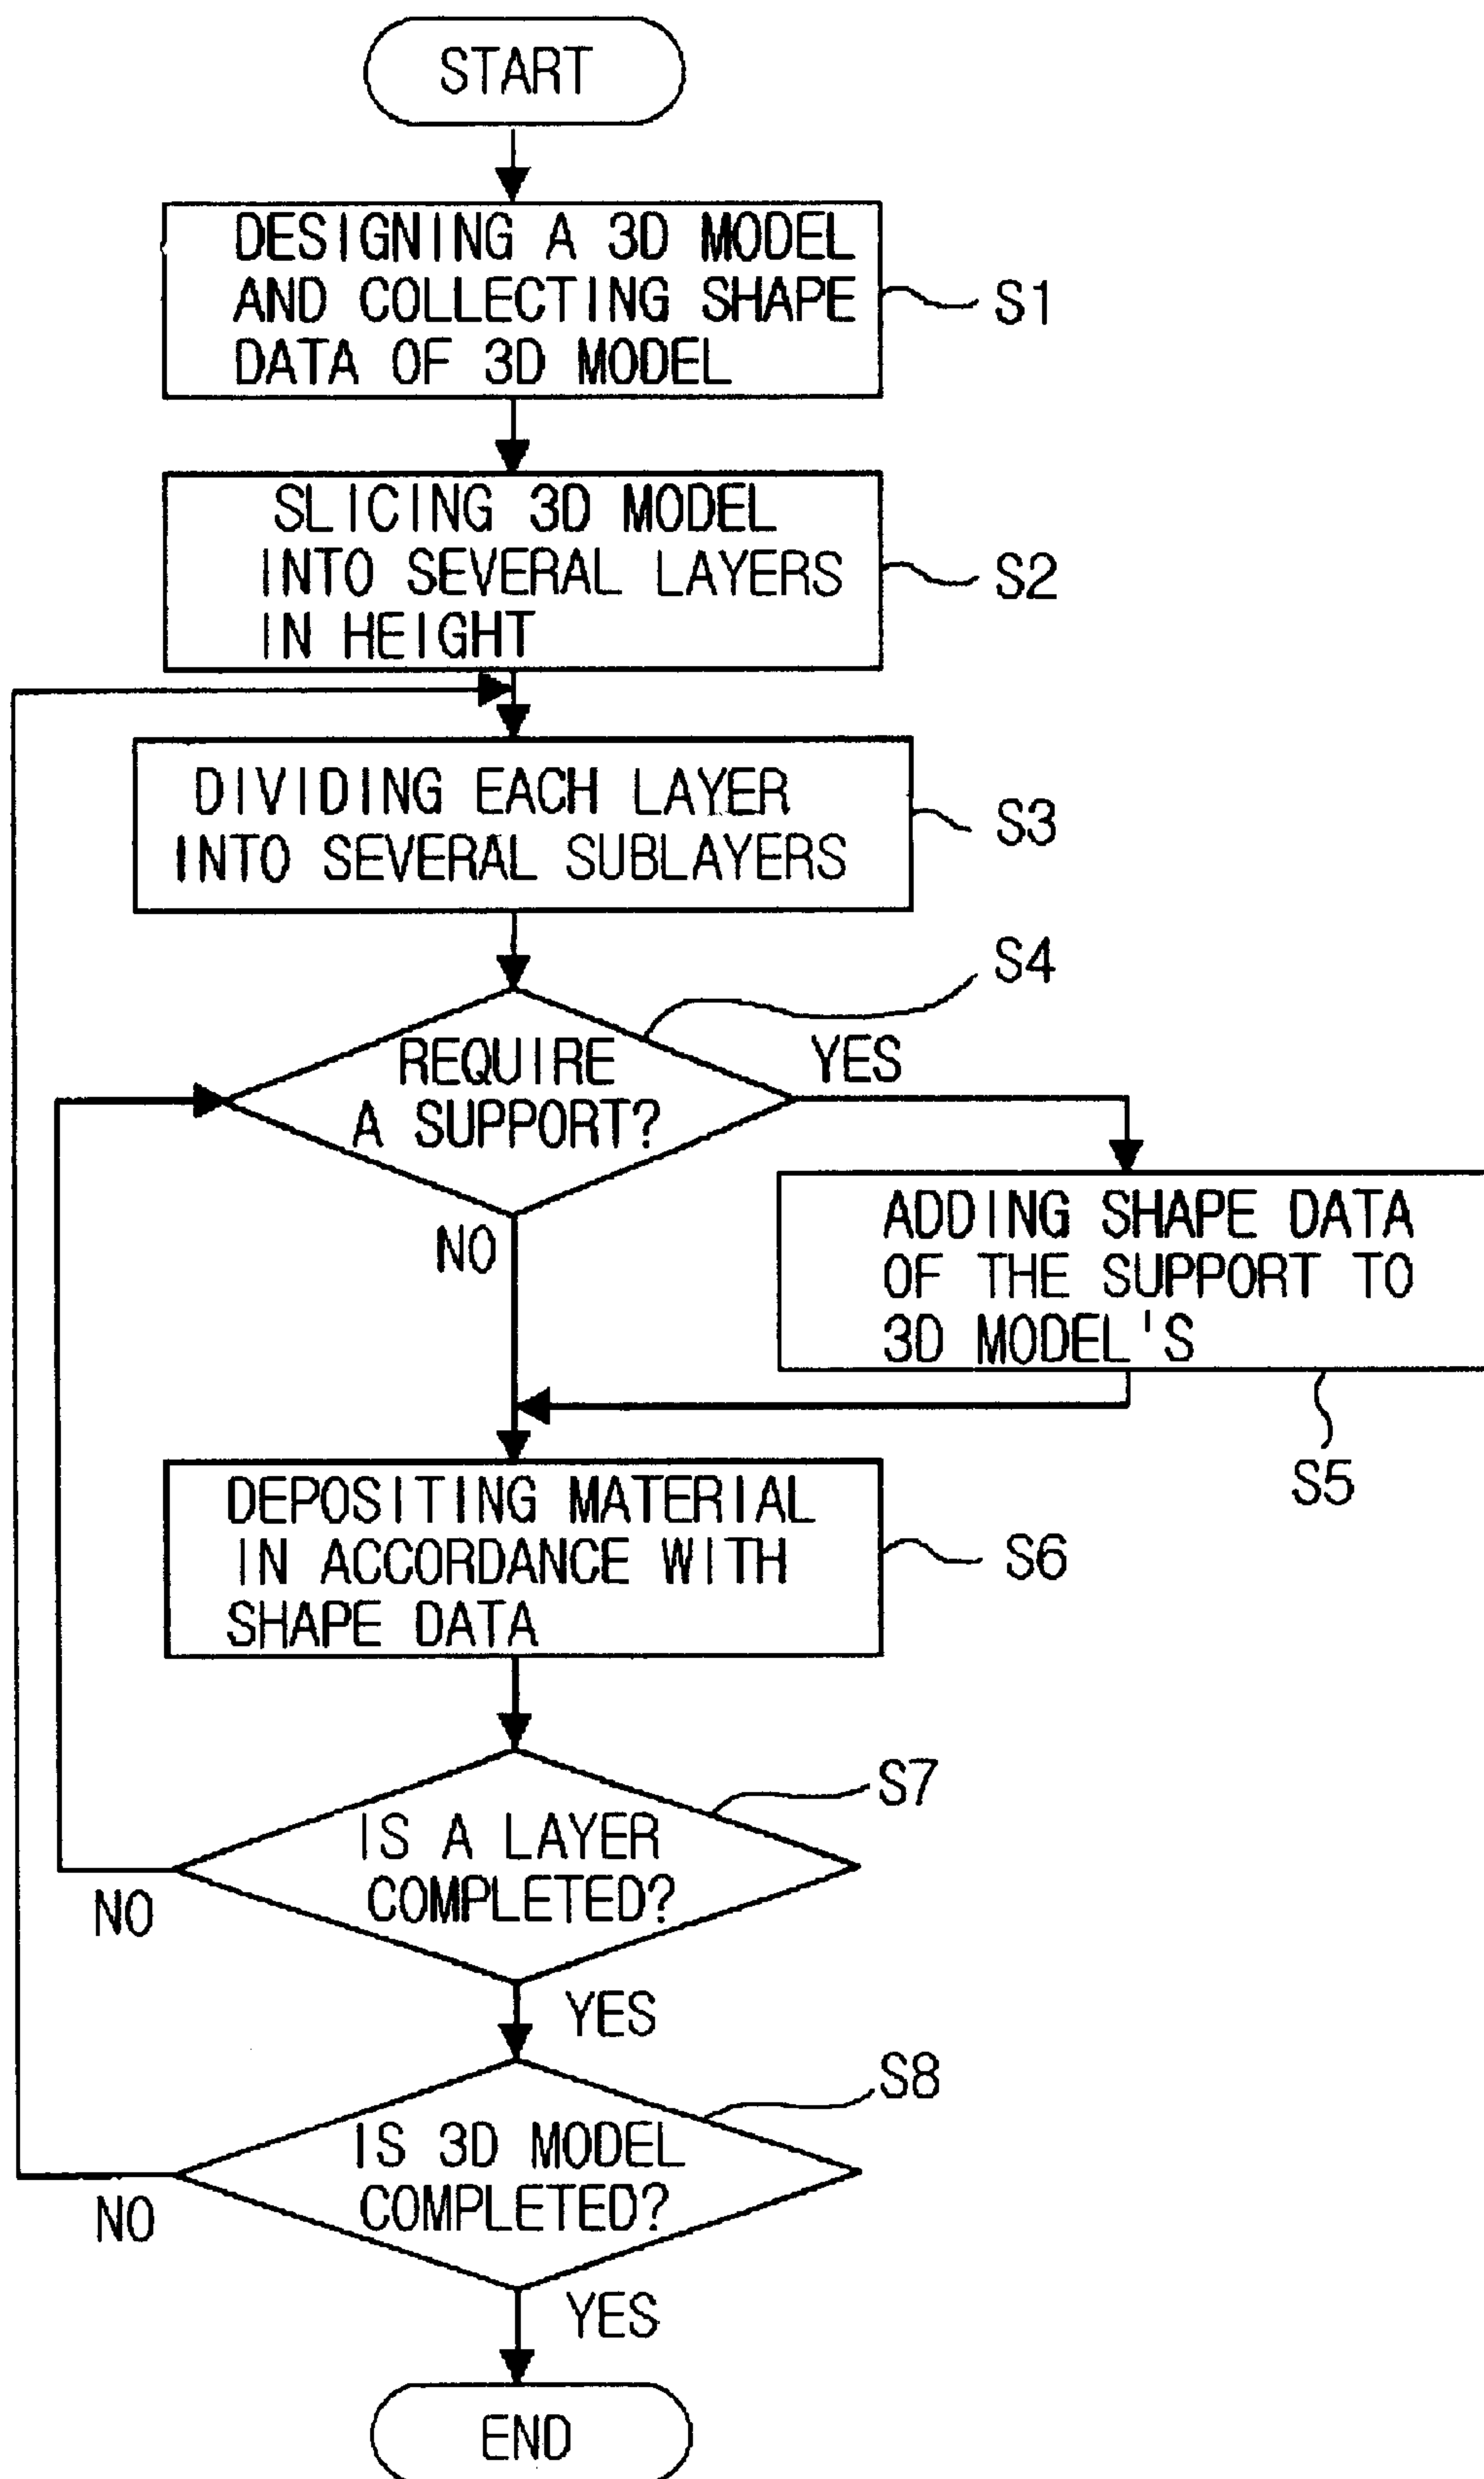 START
DESIGNING A 3D MODEL
AND COLLECTING SHAPE
DATA OF 3D MODEL
S1
SLICING 3D MODEL
INTO SEVERAL LAYERS
IN HEIGHT
S2
DIVIDING EACH LAYER
INTO SEVERAL SUBLAYERS
S3
S4
REQUIRE
A SUPPORT?
YES
NO
ADDING SHAPE DATA
OF THE SUPPORT TO
3D MODEL'S
S5
DEPOSITING MATERIAL
IN ACCORDANCE WITH
SHAPE DATA
S6
S7
IS A LAYER
COMPLETED?
NO
YES
S8
IS 3D MODEL
COMPLETED?
NO
YES
END